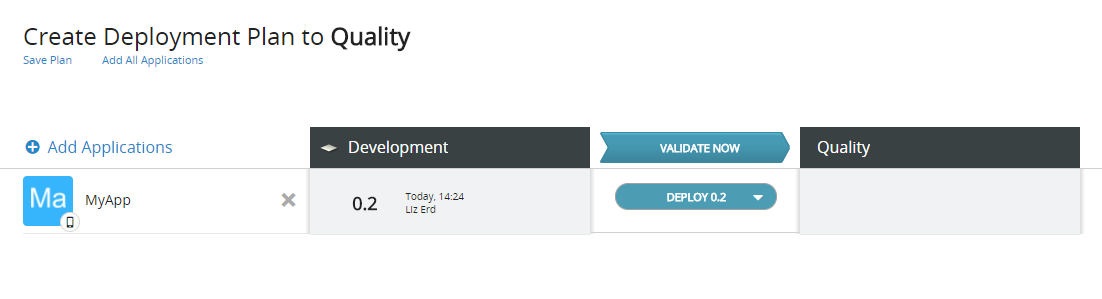 Create Deployment Plan to Quality
Save Plan Add All Applications
Add Applications Development VALIDATE NOW Quality
Ma MyApp 0.2 Today, 14:24 DEPLOY 0.2
Liz Erd